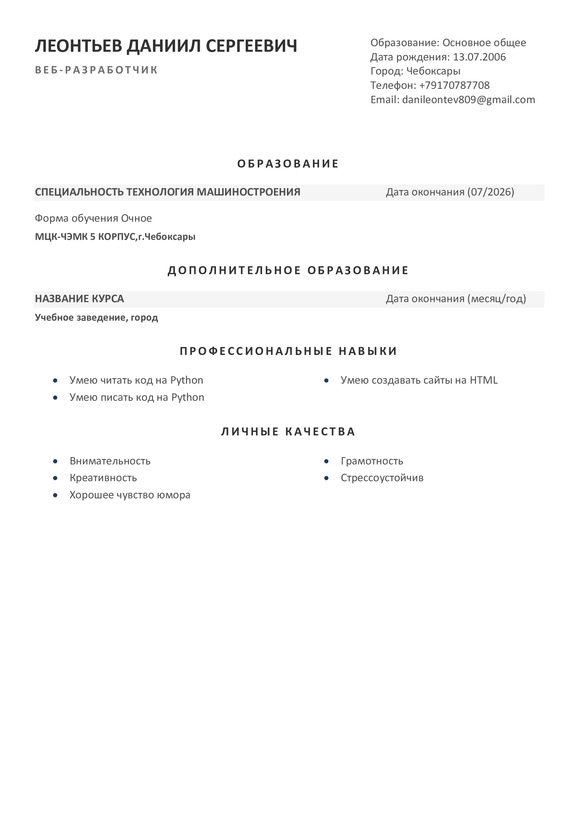 ЛЕОНТЬЕВ ДАНИИЛ СЕРГЕЕВИЧ
ВЕБ-РАЗРАБОТЧИК
Образование: Основное общее
Дата рождения: 13.07.2006
Город: Чебоксары
Телефон: +79170787708
Email: danileontev809@gmail.com
ОБРАЗОВАНИЕ
СПЕЦИАЛЬНОСТЬ ТЕХНОЛОГИЯ МАШИНОСТРОЕНИЯ Дата окончания (07/2026)
Форма обучения Очное
МЦК-ЧЭМК 5 КОРПУС,г.Чебоксары
ДОПОЛНИТЕЛЬНОЕ ОБРАЗОВАНИЕ
НАЗВАНИЕ КУРСА Дата окончания (месяц/год)
Учебное заведение, город
ПРОФЕССИОНАЛЬНЫЕ НАВЫКИ
• Умею читать код на Python
• Умею писать код на Python
• Умею создавать сайты на HTML
ЛИЧНЫЕ КАЧЕСТВА
• Внимательность
• Креативность
• Хорошее чувство юмора
• Грамотность
• Стрессоустойчив